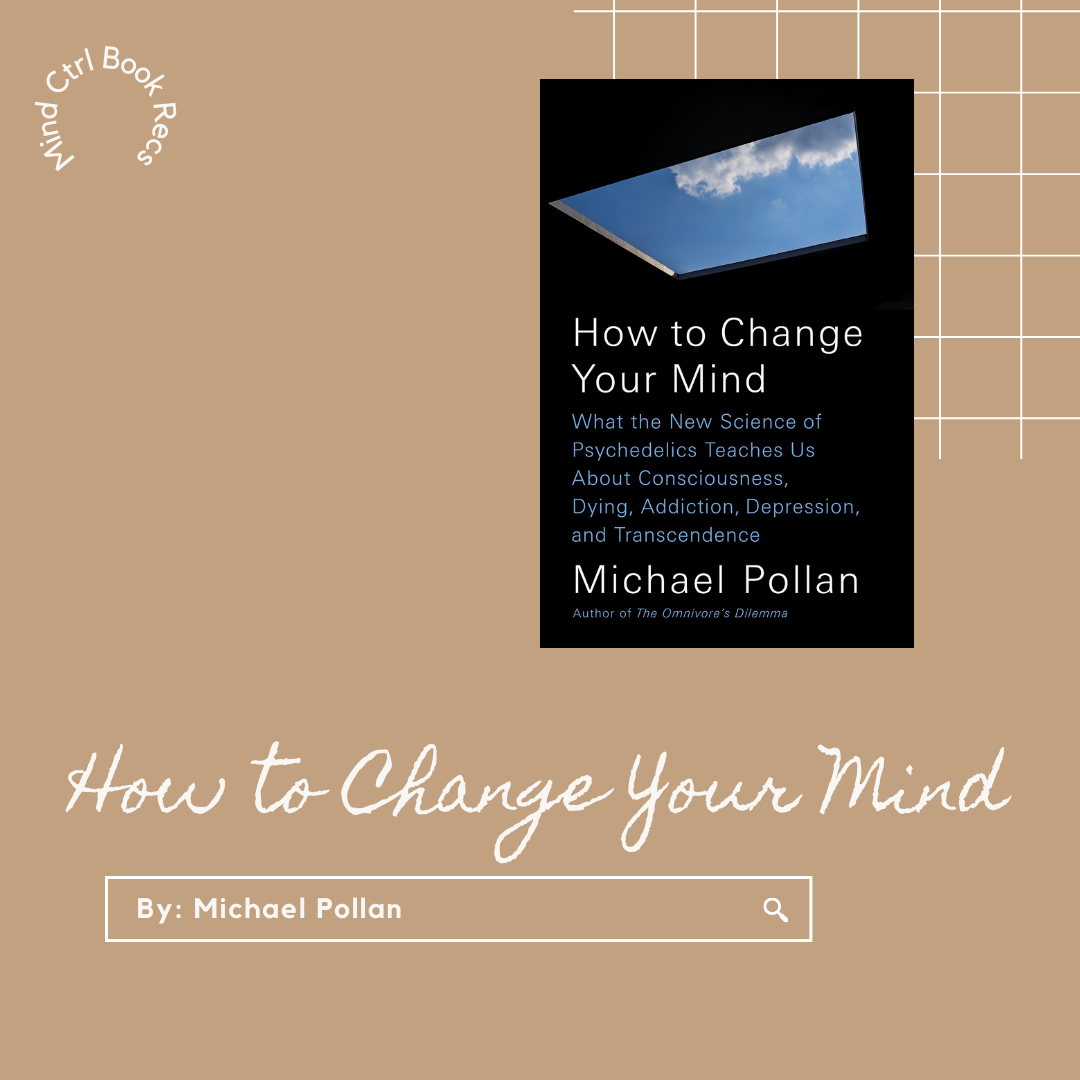 Mind Ctrl Book Recs
How to Change
Your Mind
What the New Science of
Psychedelics Teaches Us
About Consciousness,
Dying, Addiction, Depression,
and Transcendence
Michael Pollan
Author of The Omnivore's Dilemma
How to Change Your Mind
By: Michael Pollan